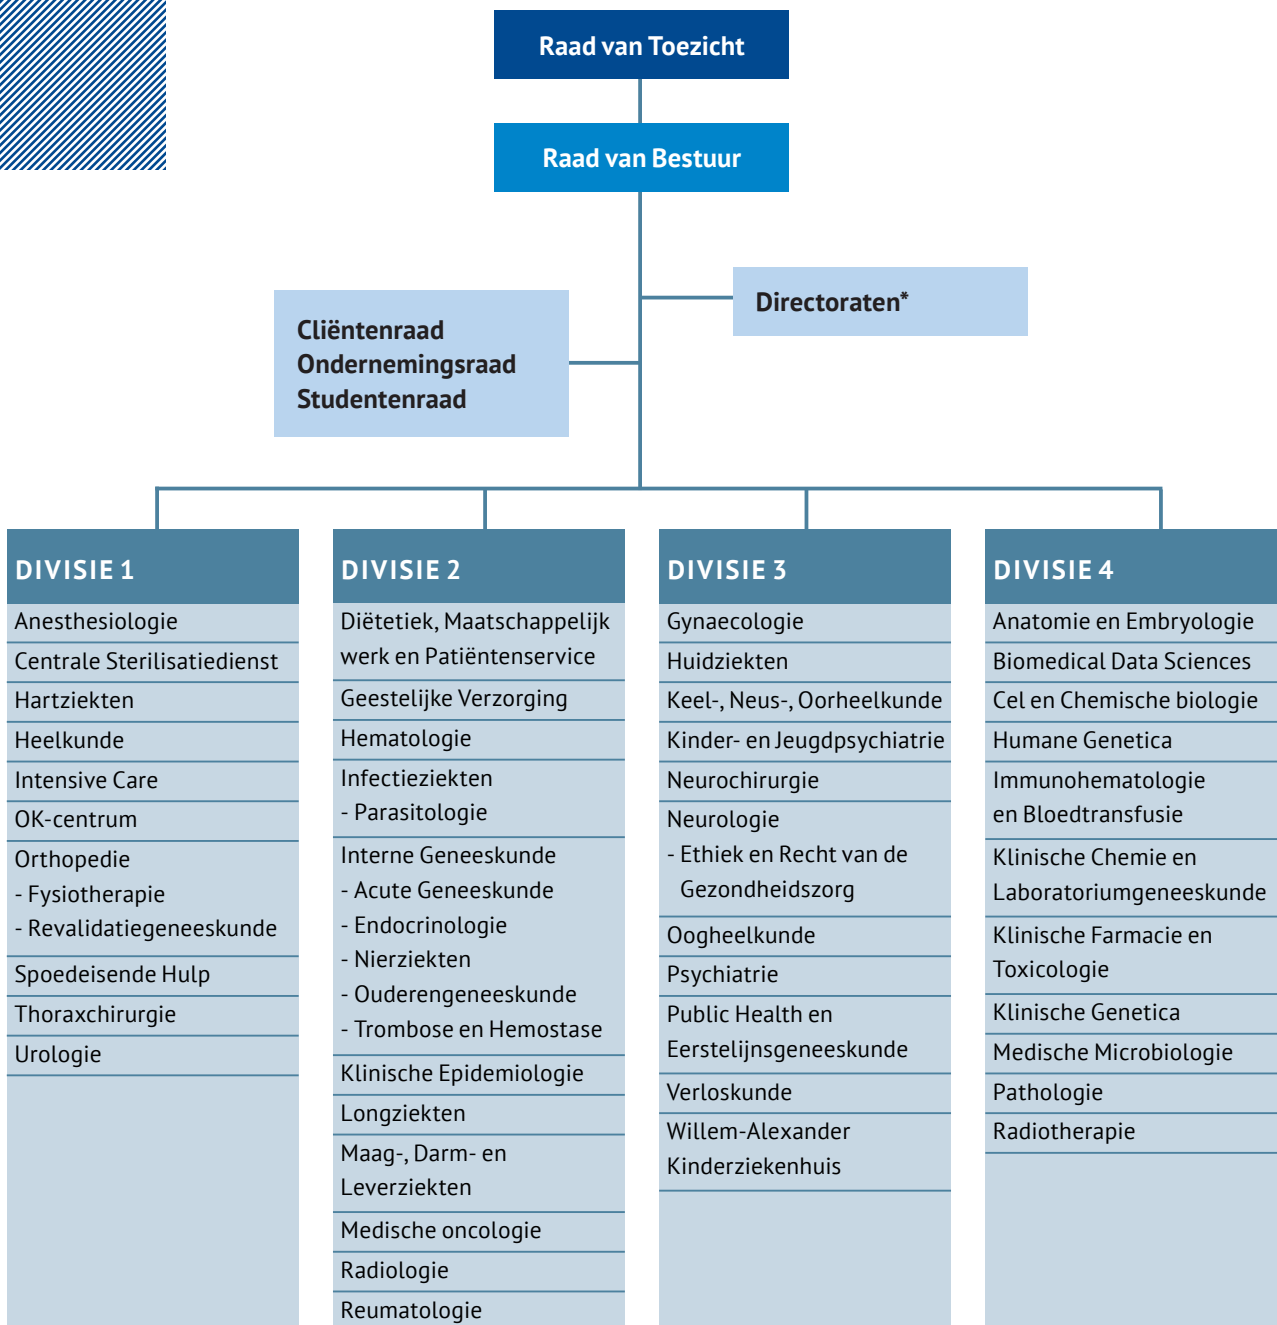 Raad van Toezicht
Raad van Bestuur
Directoraten*
Cliëntenraad
Ondernemingsraad
Studentenraad
DIVISIE 1
Anesthesiologie
Centrale Sterilisatiedienst
Hartziekten
Heelkunde
Intensive Care
OK-centrum
Orthopedie
- Fysiotherapie
- Revalidatiegeneeskunde
Spoedeisende Hulp
Thoraxchirurgie
Urologie
DIVISIE 2
Diëtetiek, Maatschappelijk
werk en Patiëntenservice
Geestelijke Verzorging
Hematologie
Infectieziekten
- Parasitologie
Interne Geneeskunde
- Acute Geneeskunde
- Endocrinologie
- Nierziekten
- Ouderengeneeskunde
- Trombose en Hemostase
Klinische Epidemiologie
Longziekten
Maag-, Darm- en
Leverziekten
Medische oncologie
Radiologie
Reumatologie
DIVISIE 3
Gynaecologie
Huidziekten
Keel-, Neus-, Oorheelkunde
Kinder- en Jeugdpsychiatrie
Neurochirurgie
Neurologie
- Ethiek en Recht van de
Gezondheidszorg
Oogheelkunde
Psychiatrie
Public Health en
Eerstelijnsgeneeskunde
Verloskunde
Willem-Alexander
Kinderziekenhuis
DIVISIE 4
Anatomie en Embryologie
Biomedical Data Sciences
Cel en Chemische biologie
Humane Genetica
Immunohematologie
en Bloedtransfusie
Klinische Chemie en
Laboratoriumgeneeskunde
Klinische Farmacie en
Toxicologie
Klinische Genetica
Medische Microbiologie
Pathologie
Radiotherapie